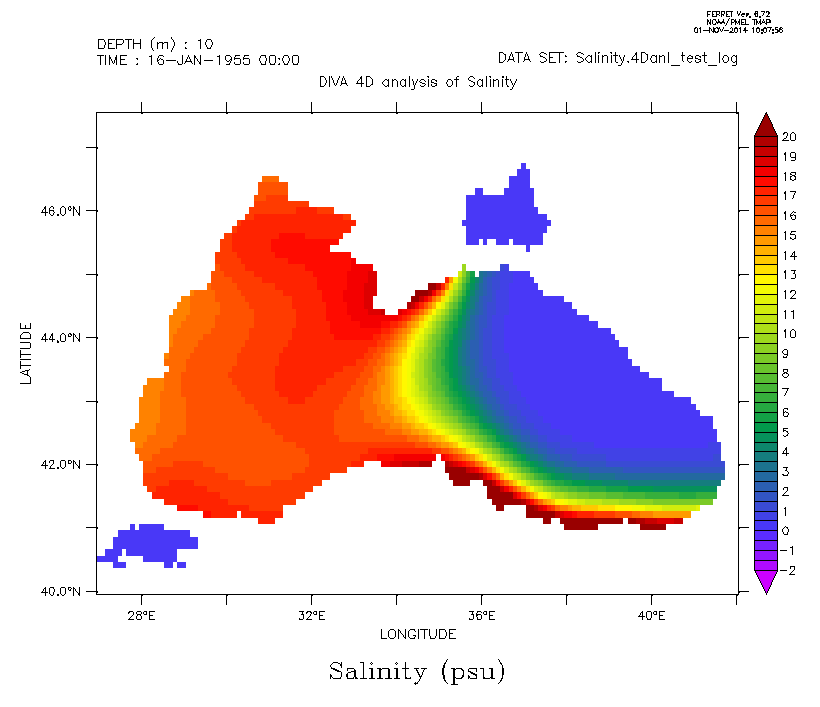 FERRET Ver. 6.72
NOAA/PMEL TMAP
01-NOV-2014 10:07:56
DEPTH (m) : 10
TIME : 16-JAN-1955 00:00
DATA SET: Salinity.4Danl_test_log
DIVA 4D analysis of Salinity
20
19
18
17
16
15
14
13
12
11
10
9
8
7
6
5
4
3
2
1
0
-1
-2
46.0°N
44.0°N
42.0°N
40.0°N
LATITUDE
28°E 32°E 36°E 40°E
LONGITUDE
Salinity (psu)